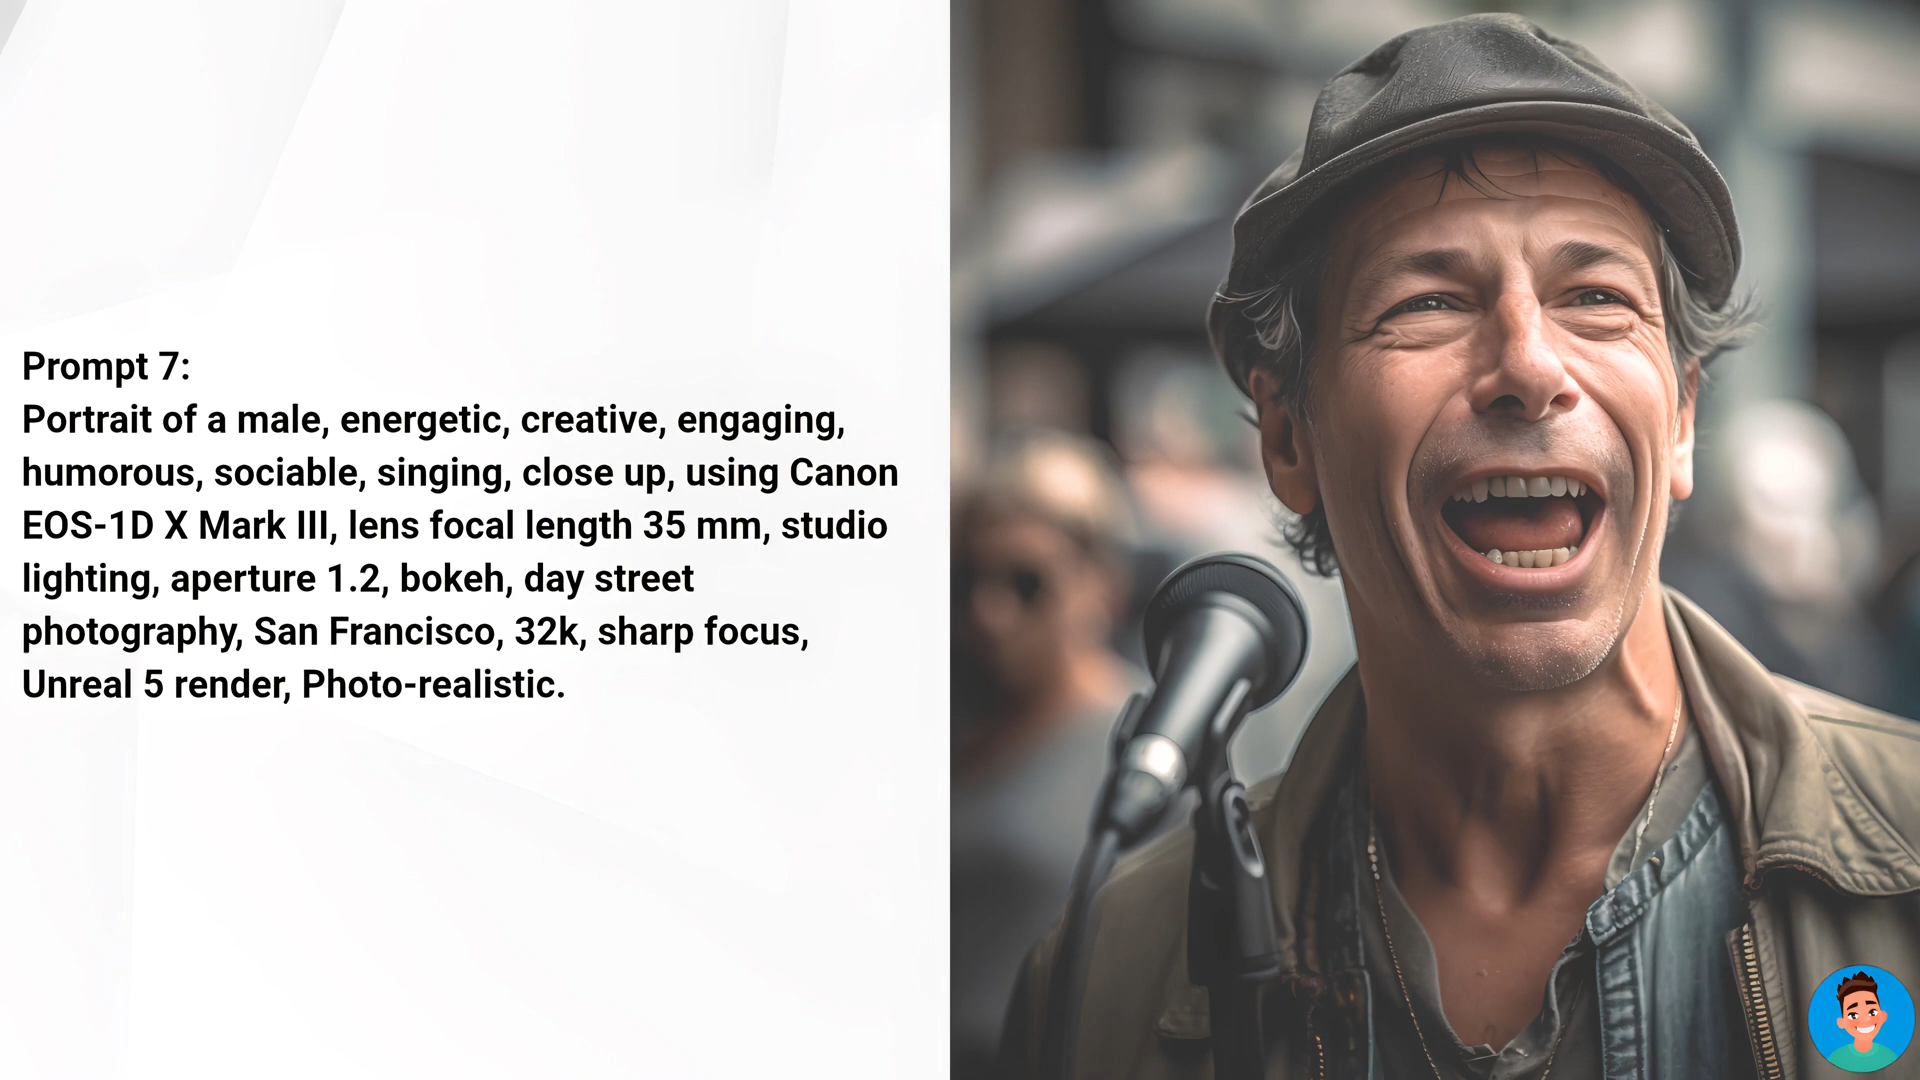 Prompt 7:
Portrait of a male, energetic, creative, engaging,
humorous, sociable, singing, close up, using Canon
EOS-1D X Mark III, lens focal length 35 mm, studio
lighting, aperture 1.2, bokeh, day street
photography, San Francisco, 32k, sharp focus,
Unreal 5 render, Photo-realistic.